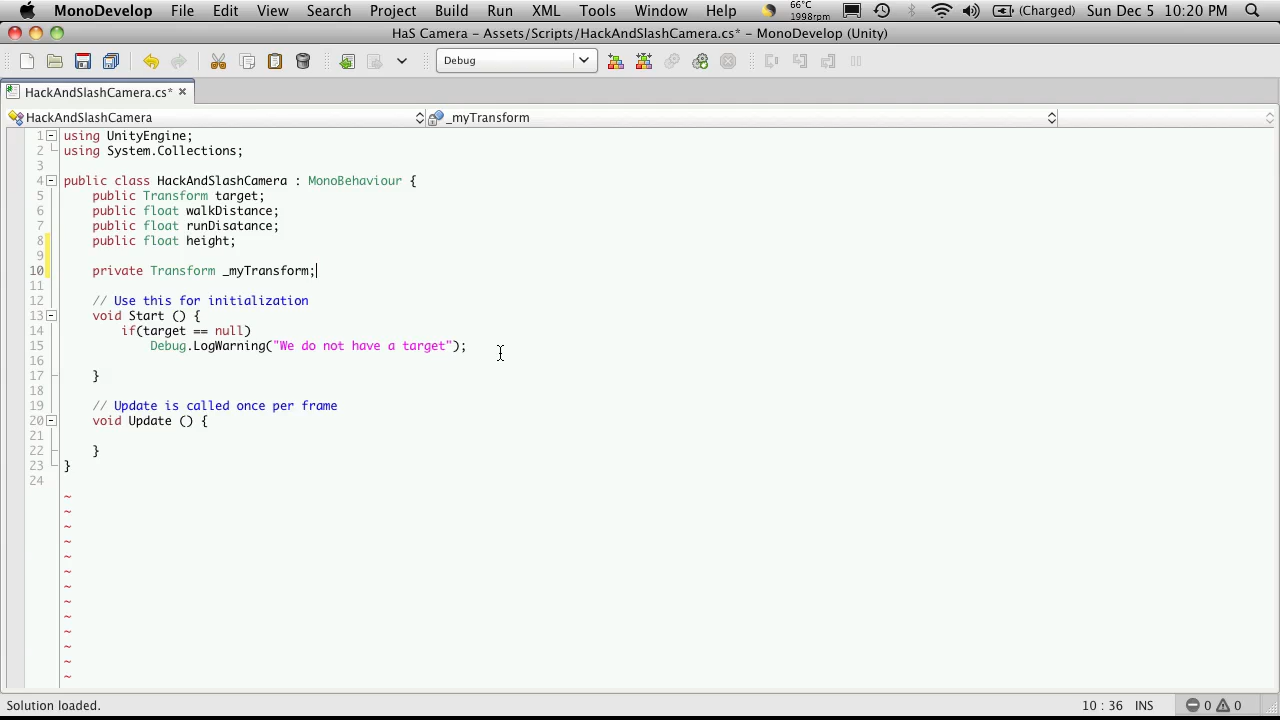 MonoDevelop File Edit View Search Project Build Run XML Tools Window Help 66°C 1998rpm (Charged) Sun Dec 5 10:20 PM
HaS Camera – Assets/Scripts/HackAndSlashCamera.cs* – MonoDevelop (Unity)
Debug
HackAndSlashCamera.cs* ×
HackAndSlashCamera _myTransform
1 using UnityEngine;
2 using System.Collections;
3
4 public class HackAndSlashCamera : MonoBehaviour {
5 public Transform target;
6 public float walkDistance;
7 public float runDisatance;
8 public float height;
9
10 private Transform _myTransform;
11
12 // Use this for initialization
13 void Start () {
14 if(target == null)
15 Debug.LogWarning("We do not have a target");
16
17 }
18
19 // Update is called once per frame
20 void Update () {
21
22 }
23 }
24
~
~
~
~
~
~
~
~
~
~
~
~
~
Solution loaded. 10 : 36 INS 0 0